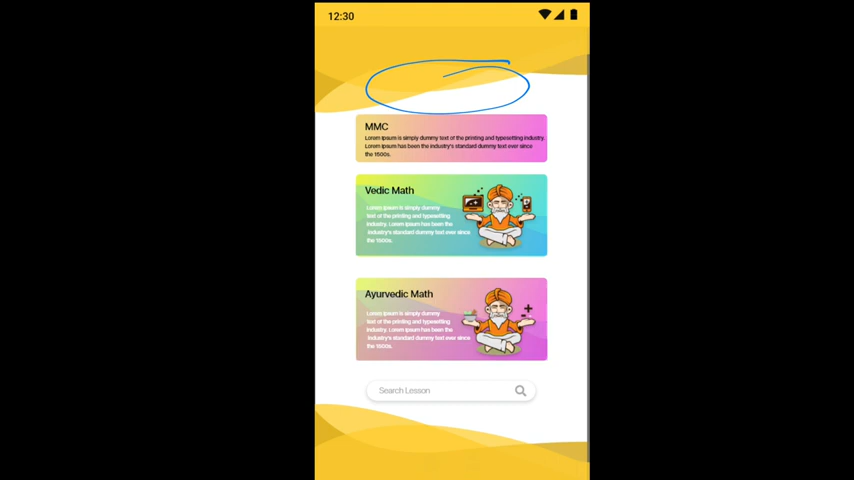 12:30
MMC
Lorem Ipsum is simply dummy text of the printing and typesetting industry.
Lorem Ipsum has been the industry's standard dummy text ever since
the 1500s.
Vedic Math
Lorem Ipsum is simply dummy
text of the printing and typesetting
industry. Lorem Ipsum has been the
industry's standard dummy text ever since
the 1500s.
Ayurvedic Math
Lorem Ipsum is simply dummy
text of the printing and typesetting
industry. Lorem Ipsum has been the
industry's standard dummy text ever since
the 1500s.
Search Lesson